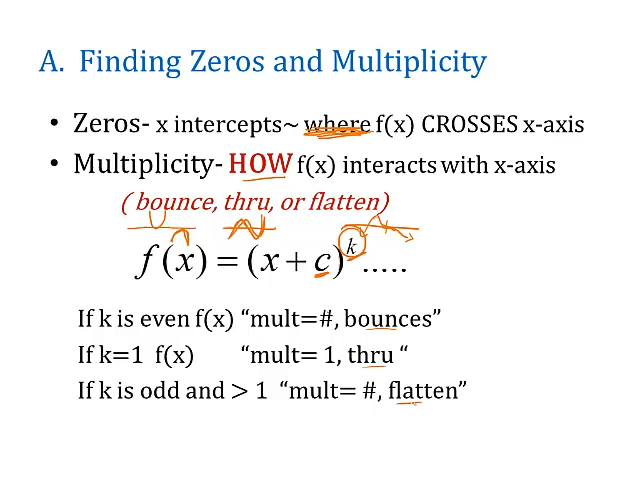 A. Finding Zeros and Multiplicity
• Zeros- x intercepts~ where f(x) CROSSES x-axis
• Multiplicity- HOW f(x) interacts with x-axis
( bounce, thru, or flatten)
f(x) = (x + c)^k.....
If k is even f(x) “mult=#, bounces”
If k=1 f(x) “mult= 1, thru “
If k is odd and > 1 “mult= #, flatten”